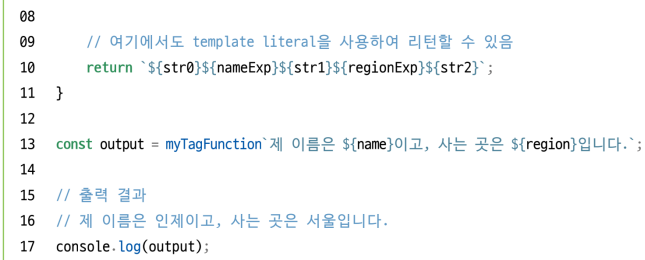 08
09 // 여기에서도 template literal을 사용하여 리턴할 수 있음
10 return `${str0}${nameExp}${str1}${regionExp}${str2}`;
11 }
12
13 const output = myTagFunction`제 이름은 ${name}이고, 사는 곳은 ${region}입니다.`;
14
15 // 출력 결과
16 // 제 이름은 인제이고, 사는 곳은 서울입니다.
17 console.log(output);